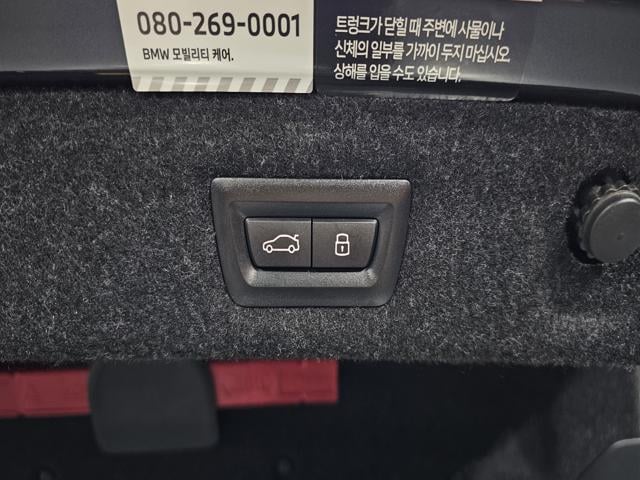 080-269-0001
BMW 모빌리티 케어.
트렁크가 닫힐 때 주변에 사물이나
신체의 일부를 가까이 두지 마십시오.
상해를 입을 수도 있습니다.